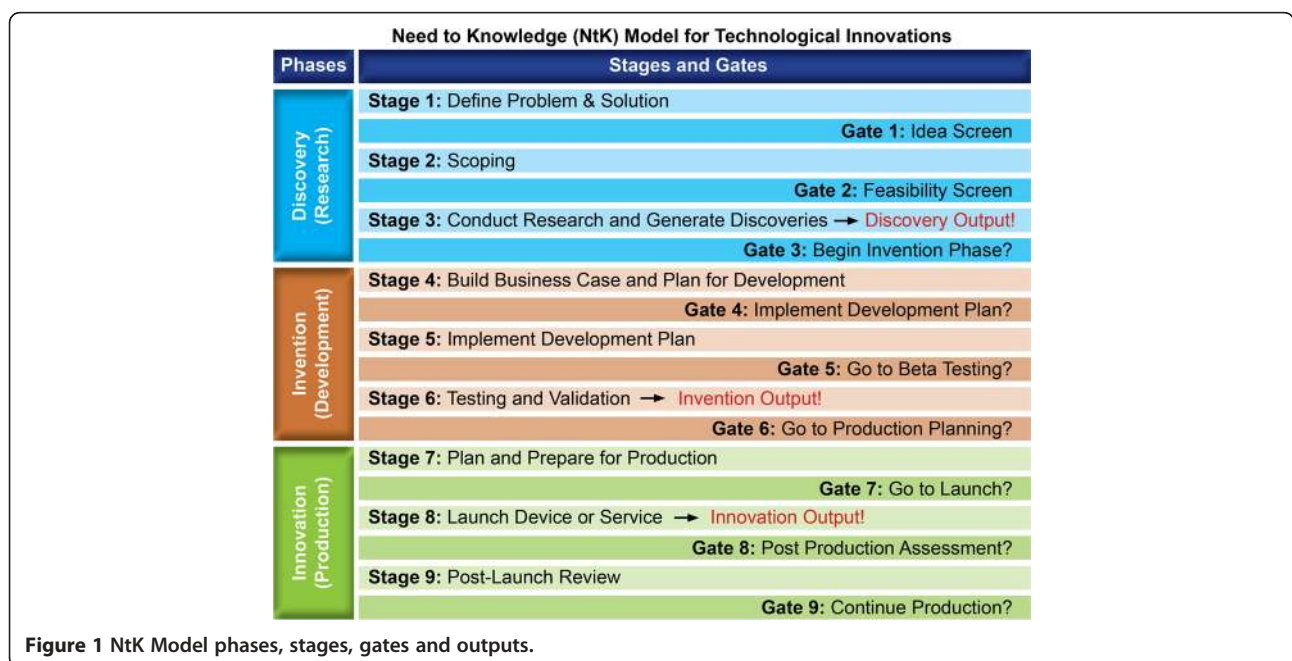 Need to Knowledge (NtK) Model for Technological Innovations
Phases
Stages and Gates
Discovery
(Research)
Stage 1: Define Problem & Solution
Gate 1: Idea Screen
Stage 2: Scoping
Gate 2: Feasibility Screen
Stage 3: Conduct Research and Generate Discoveries → Discovery Output!
Gate 3: Begin Invention Phase?
Invention
(Development)
Stage 4: Build Business Case and Plan for Development
Gate 4: Implement Development Plan?
Stage 5: Implement Development Plan
Gate 5: Go to Beta Testing?
Stage 6: Testing and Validation → Invention Output!
Gate 6: Go to Production Planning?
Innovation
(Production)
Stage 7: Plan and Prepare for Production
Gate 7: Go to Launch?
Stage 8: Launch Device or Service → Innovation Output!
Gate 8: Post Production Assessment?
Stage 9: Post-Launch Review
Gate 9: Continue Production?
Figure 1 NtK Model phases, stages, gates and outputs.